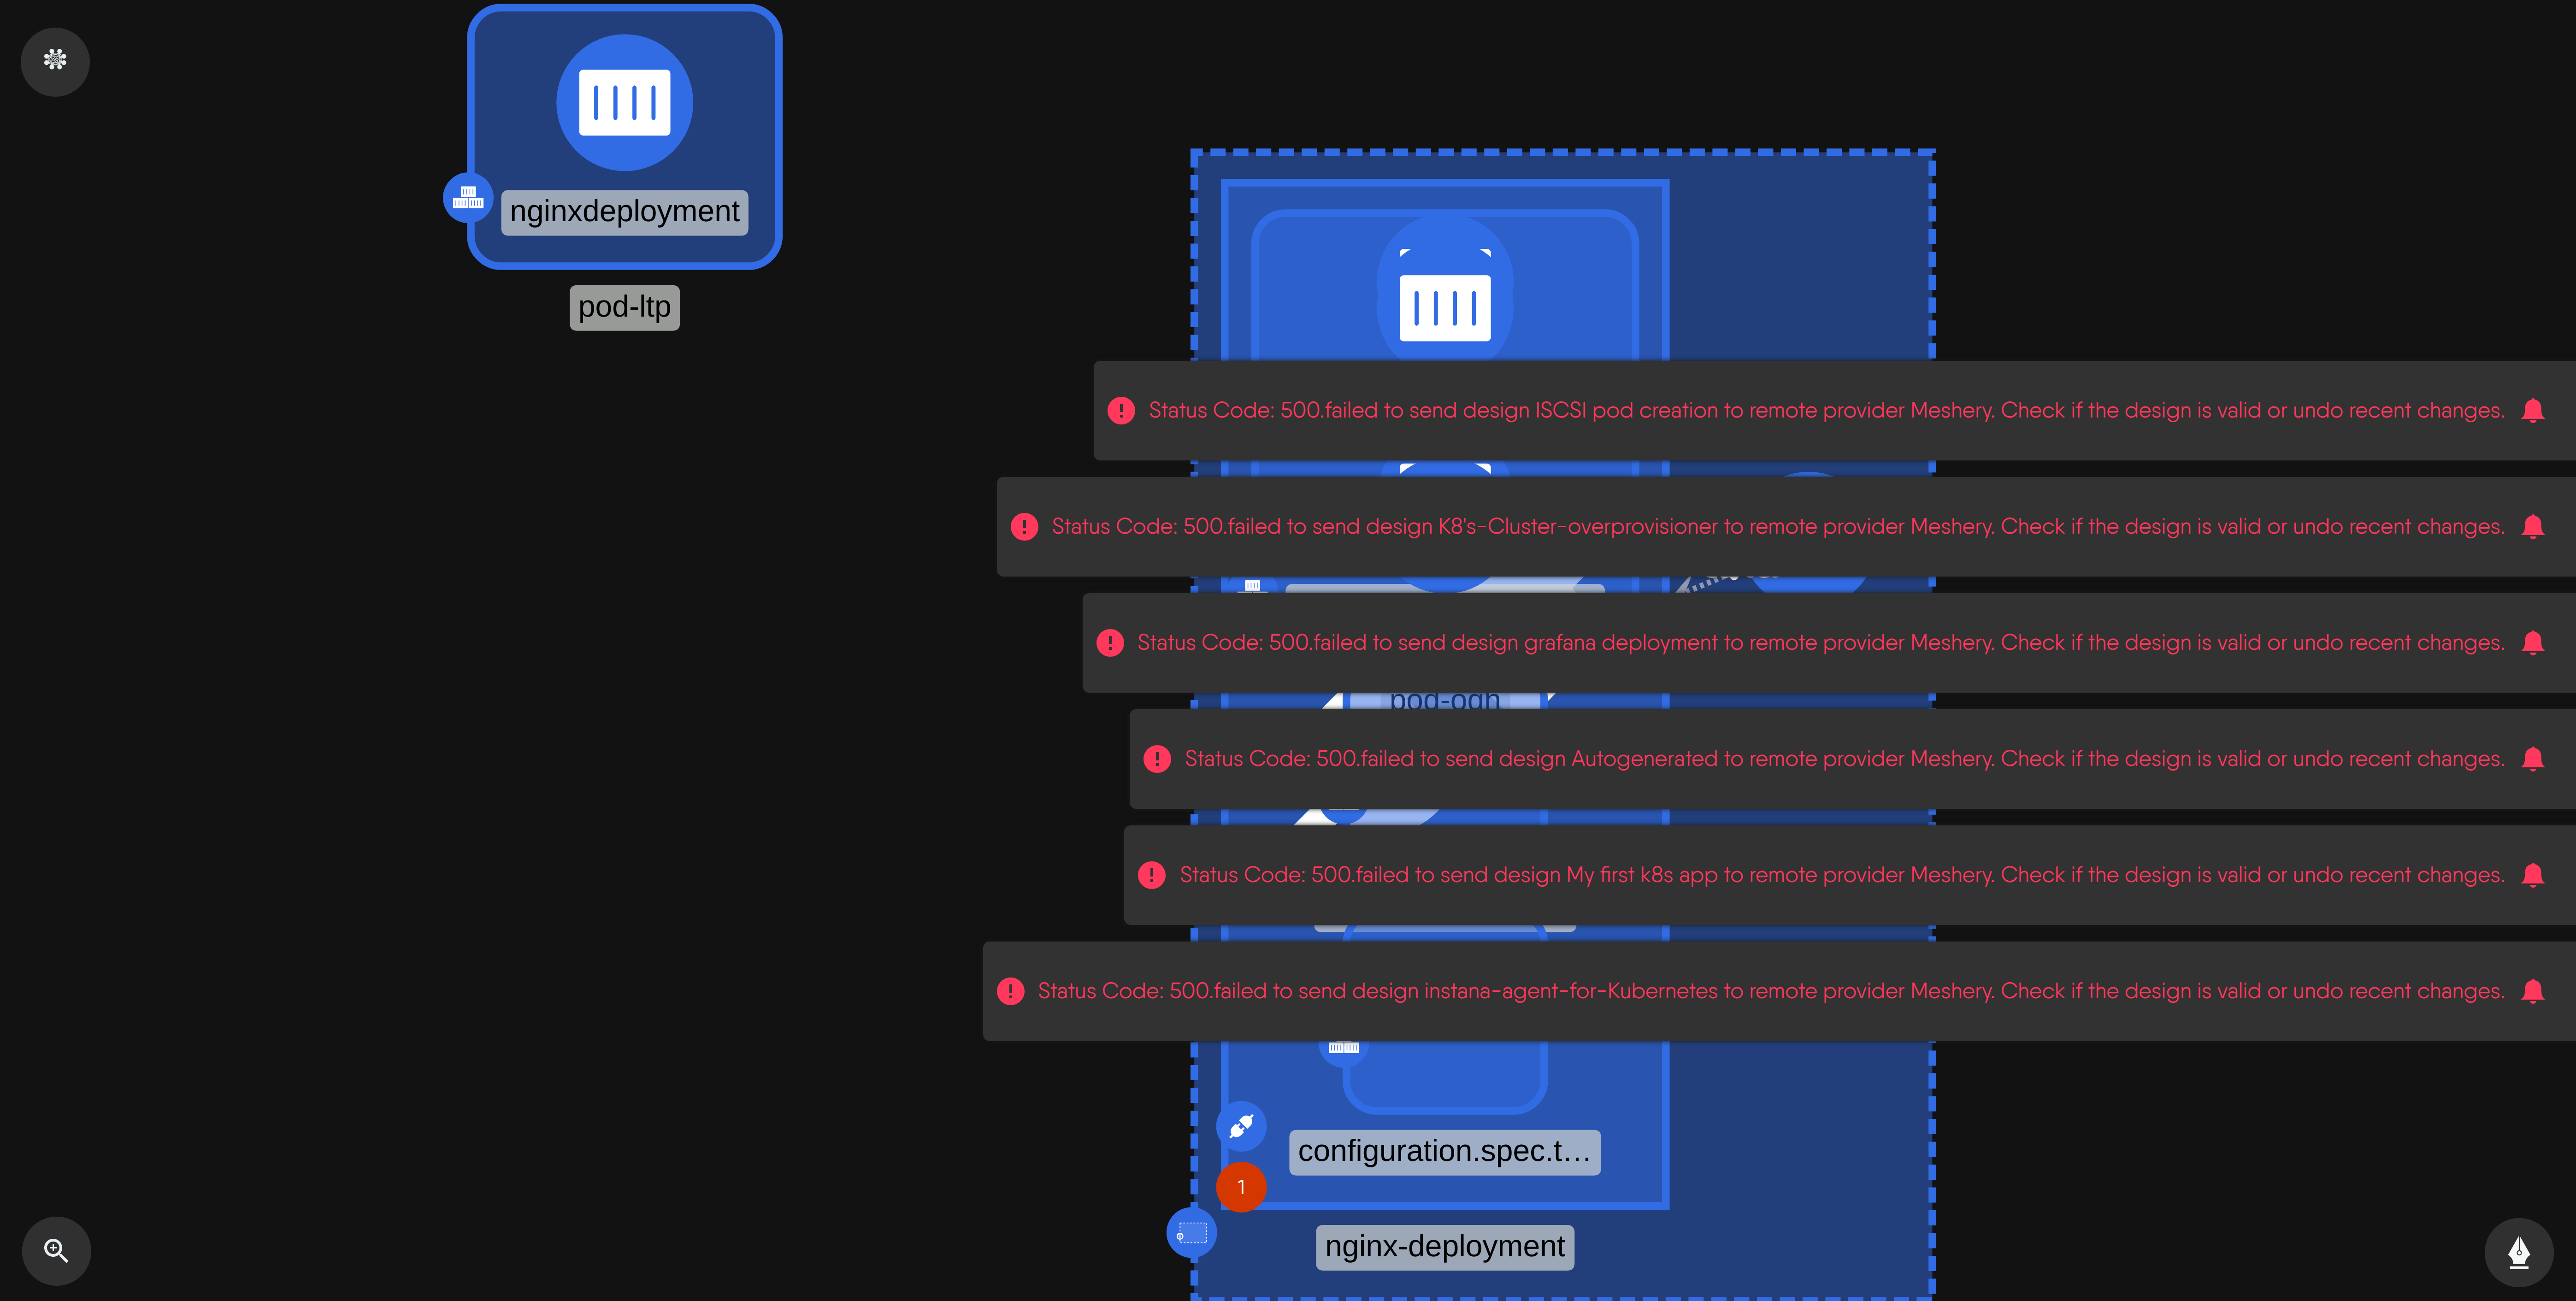 nginxdeployment
pod-ltp
Status Code: 500.failed to send design ISCSI pod creation to remote provider Meshery. Check if the design is valid or undo recent changes.
Status Code: 500.failed to send design K8's-Cluster-overprovisioner to remote provider Meshery. Check if the design is valid or undo recent changes.
Status Code: 500.failed to send design grafana deployment to remote provider Meshery. Check if the design is valid or undo recent changes.
Status Code: 500.failed to send design Autogenerated to remote provider Meshery. Check if the design is valid or undo recent changes.
Status Code: 500.failed to send design My first k8s app to remote provider Meshery. Check if the design is valid or undo recent changes.
Status Code: 500.failed to send design instana-agent-for-Kubernetes to remote provider Meshery. Check if the design is valid or undo recent changes.
configuration.spec.t…
1
nginx-deployment